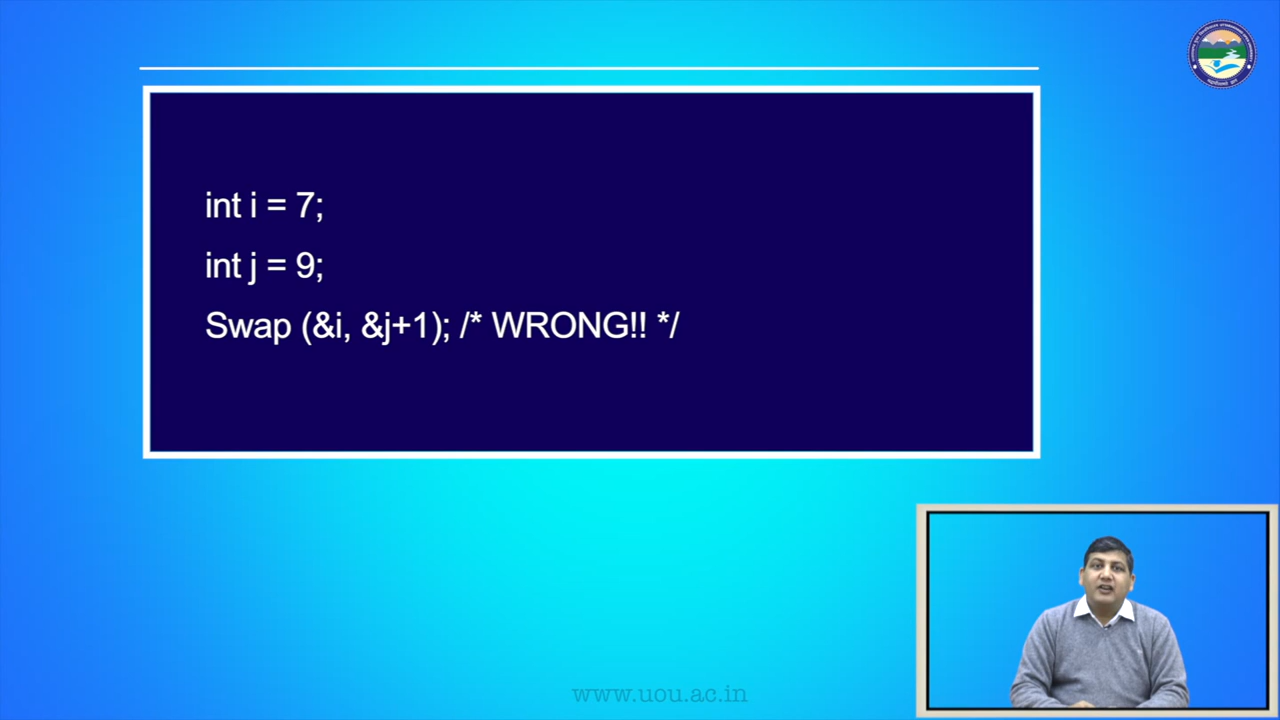 int i = 7;
int j = 9;
Swap (&i, &j+1); /* WRONG!! */
www.uou.ac.in